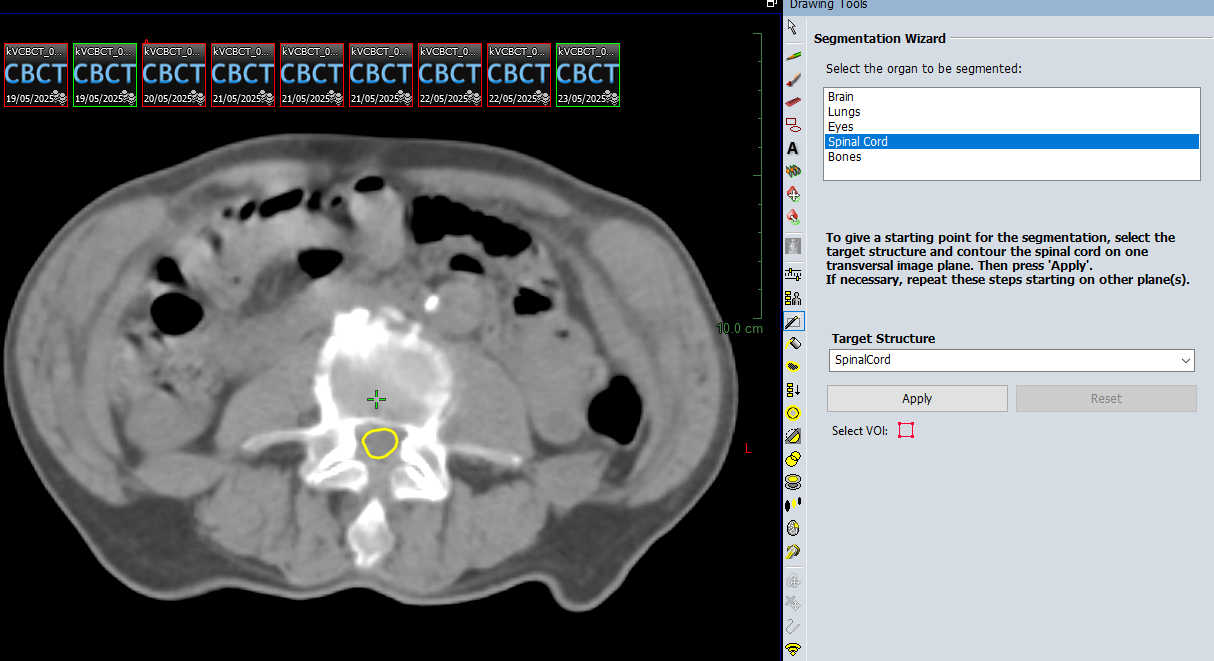 Drawing Tools
kVCBCT_0... kVCBCT_0... kVCBCT_0... kVCBCT_0... kVCBCT_0... kVCBCT_0... kVCBCT_0... kVCBCT_0... kVCBCT_0...
CBCT CBCT CBCT CBCT CBCT CBCT CBCT CBCT CBCT
19/05/2025 19/05/2025 20/05/2025 21/05/2025 21/05/2025 21/05/2025 22/05/2025 22/05/2025 23/05/2025
10.0 cm
L
A
Segmentation Wizard
Select the organ to be segmented:
Brain
Lungs
Eyes
Spinal Cord
Bones
To give a starting point for the segmentation, select the
target structure and contour the spinal cord on one
transversal image plane. Then press 'Apply'.
If necessary, repeat these steps starting on other plane(s).
Target Structure
SpinalCord
Apply Reset
Select VOI: